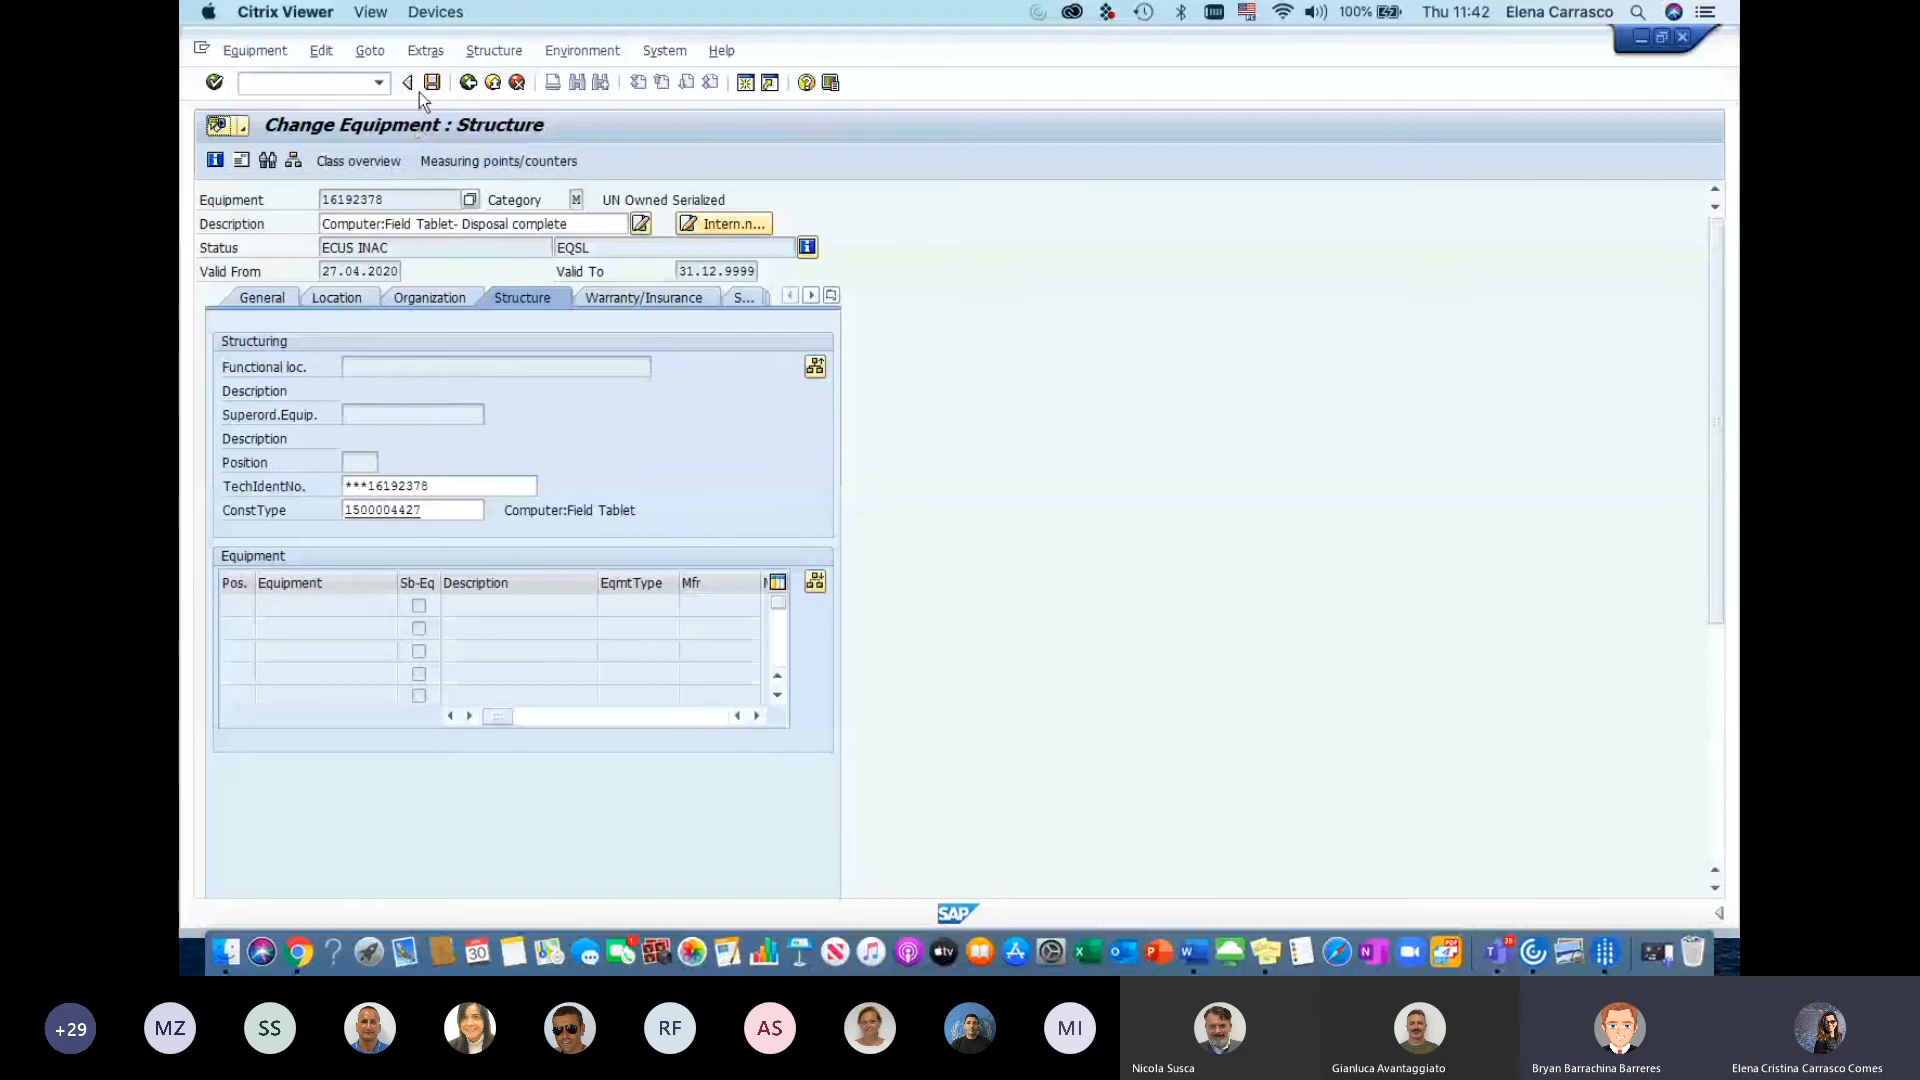 Citrix Viewer View Devices 100% Thu 11:42 Elena Carrasco
Equipment Edit Goto Extras Structure Environment System Help
Change Equipment : Structure
Class overview Measuring points/counters
Equipment 16192378 Category M UN Owned Serialized
Description Computer:Field Tablet- Disposal complete Intern.n...
Status ECUS INAC EQSL
Valid From 27.04.2020 Valid To 31.12.9999
General Location Organization Structure Warranty/Insurance S...
Structuring
Functional loc.
Description
Superord.Equip.
Description
Position
TechIdentNo. ***16192378
ConstType 1500004427 Computer:Field Tablet
Equipment
Pos. Equipment Sb-Eq Description EqmtType Mfr
SAP
30
tv
+29 MZ SS RF AS MI
Nicola Susca Gianluca Avantaggiato Bryan Barrachina Barreres Elena Cristina Carrasco Comes